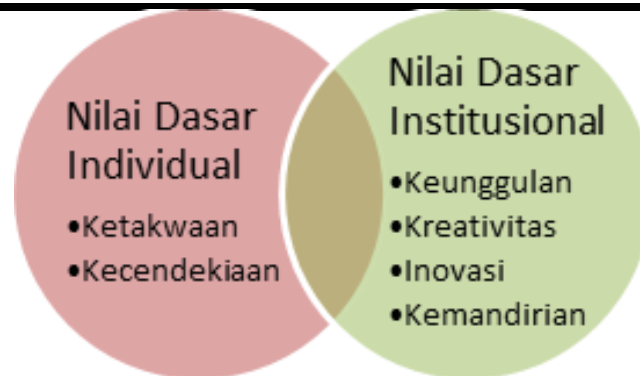 Nilai Dasar
Individual
•Ketakwaan
•Kecendekiaan
Nilai Dasar
Institusional
•Keunggulan
•Kreativitas
•Inovasi
•Kemandirian